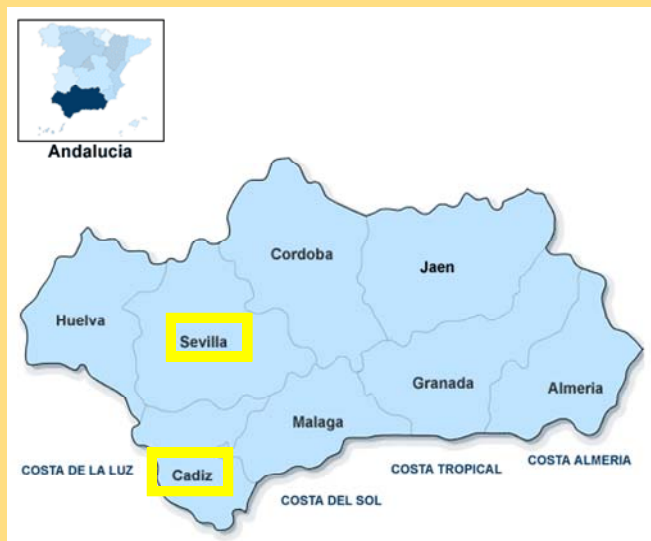 Andalucia
Cordoba
Jaen
Huelva
Sevilla
Granada
Almeria
Malaga
COSTA DE LA LUZ
Cadiz
COSTA TROPICAL
COSTA ALMERIA
COSTA DEL SOL